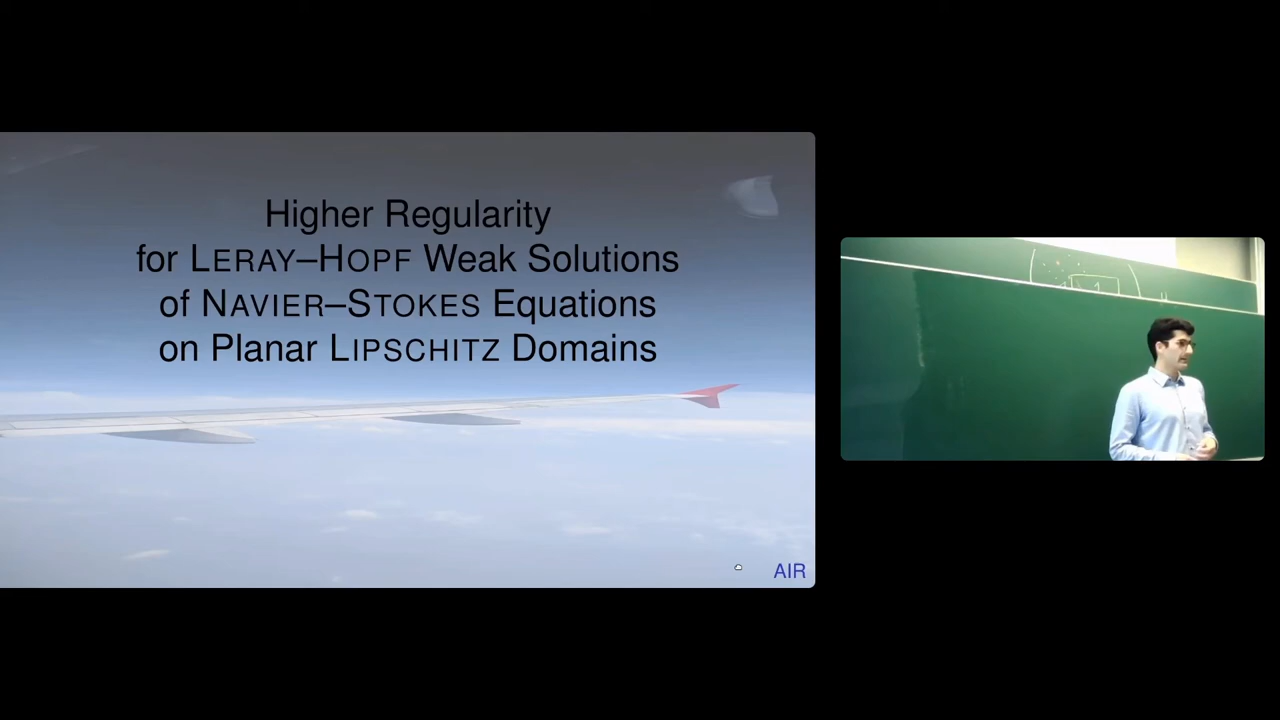 Higher Regularity
for LERAY–HOPF Weak Solutions
of NAVIER–STOKES Equations
on Planar LIPSCHITZ Domains
AIR